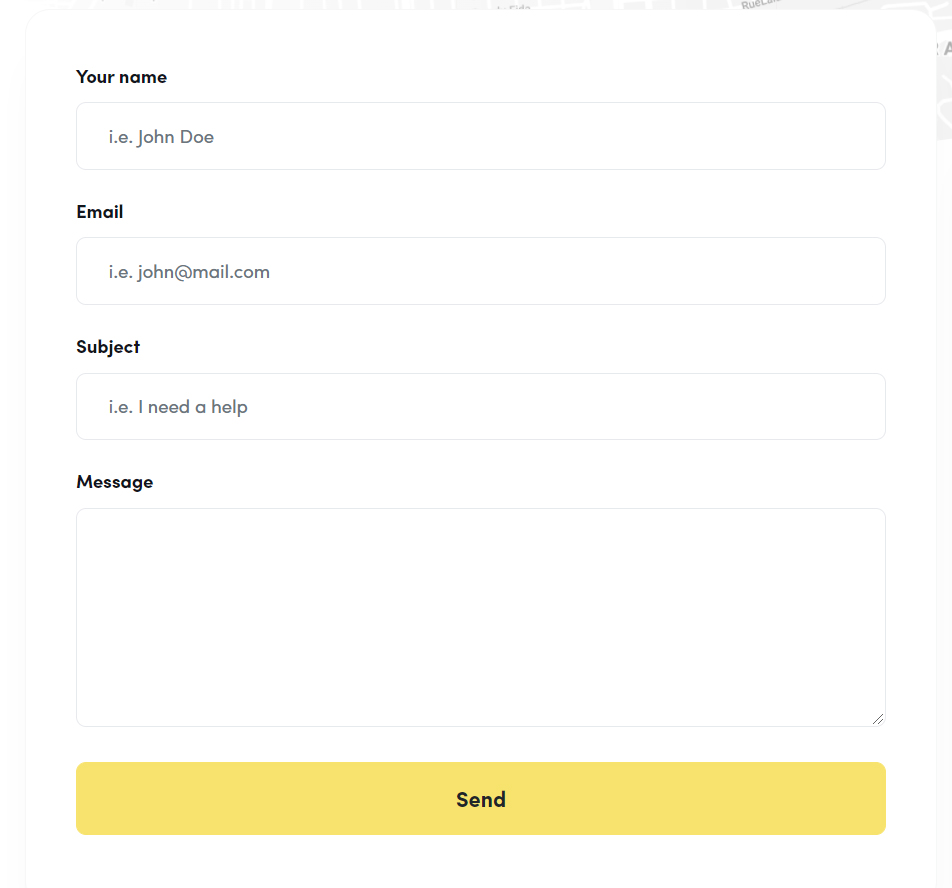 Your name
i.e. John Doe
Email
i.e. john@mail.com
Subject
i.e. I need a help
Message
Send